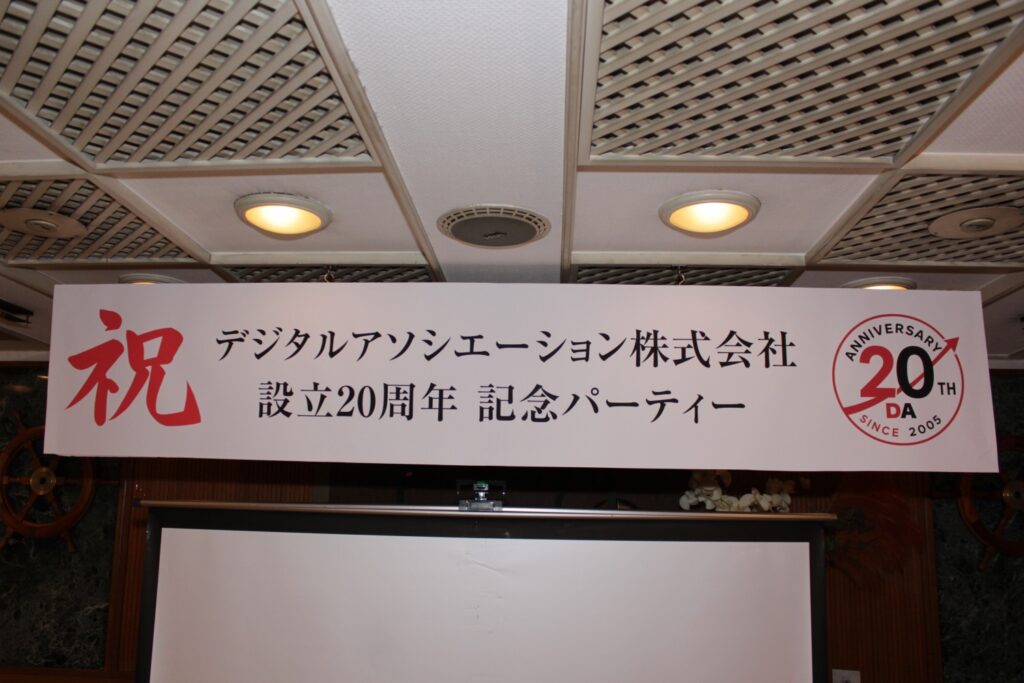 祝
デジタルアソシエーション株式会社
設立20周年 記念パーティー
ANNIVERSARY
20TH
DA
SINCE 2005